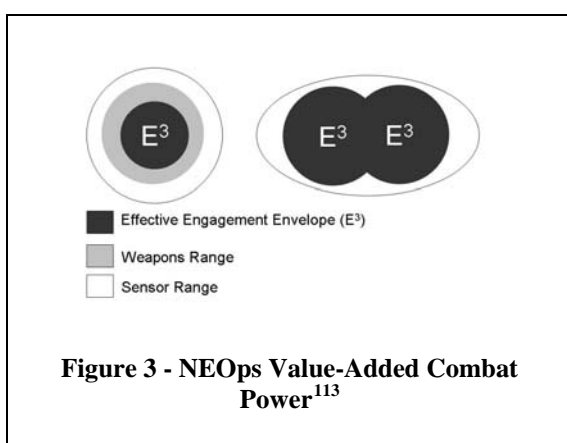 E³
E³ E³
Effective Engagement Envelope (E³)
Weapons Range
Sensor Range
Figure 3 - NEOps Value-Added Combat
Power¹¹³